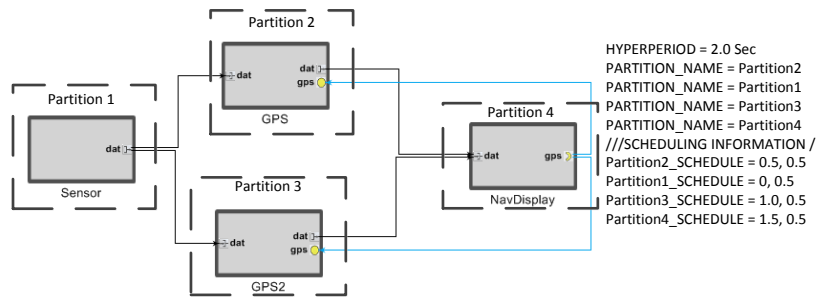 Partition 2
dat
dat
gps
GPS
Partition 1
dat
Sensor
Partition 3
dat
dat
gps
GPS2
Partition 4
dat
gps
NavDisplay
HYPERPERIOD = 2.0 Sec
PARTITION_NAME = Partition2
PARTITION_NAME = Partition1
PARTITION_NAME = Partition3
PARTITION_NAME = Partition4
///SCHEDULING INFORMATION /
Partition2_SCHEDULE = 0.5, 0.5
Partition1_SCHEDULE = 0, 0.5
Partition3_SCHEDULE = 1.0, 0.5
Partition4_SCHEDULE = 1.5, 0.5